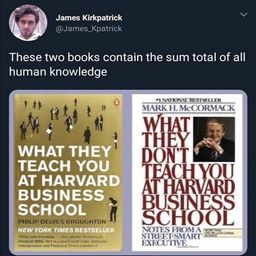 James Kirkpatrick
@James_Kpatrick
These two books contain the sum total of all
human knowledge
WHAT THEY
TEACH YOU
AT HARVARD
BUSINESS
SCHOOL
PHILIP DELVES BROUGHTON
NEW YORK TIMES BESTSELLER
#1 NATIONAL BESTSELLER
MARK H. McCORMACK
WHAT
THEY
DON'T
TEACH YOU
AT HARVARD
BUSINESS
SCHOOL
NOTES FROM A
STREET-SMART
EXECUTIVE